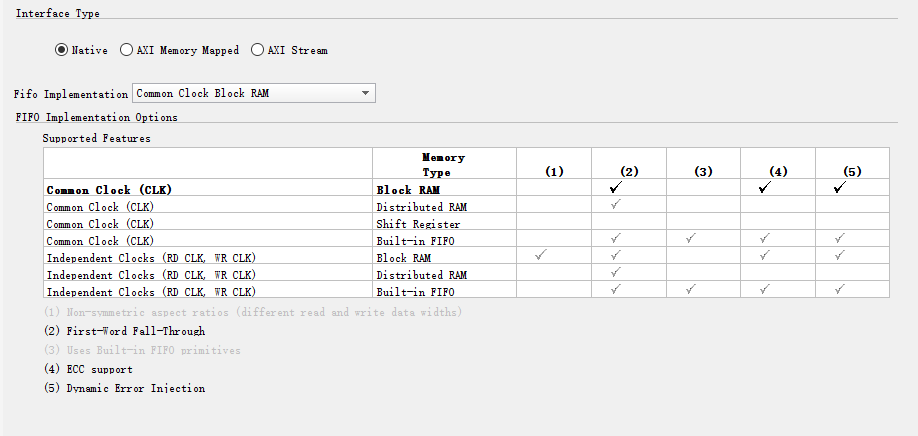 Interface Type
Native AXI Memory Mapped AXI Stream
Fifo Implementation Common Clock Block RAM
FIFO Implementation Options
Supported Features
Memory Type (1) (2) (3) (4) (5)
Common Clock (CLK) Block RAM ✓ ✓ ✓
Common Clock (CLK) Distributed RAM ✓
Common Clock (CLK) Shift Register
Common Clock (CLK) Built-in FIFO ✓ ✓ ✓ ✓
Independent Clocks (RD CLK, WR CLK) Block RAM ✓ ✓ ✓ ✓
Independent Clocks (RD CLK, WR CLK) Distributed RAM ✓
Independent Clocks (RD CLK, WR CLK) Built-in FIFO ✓ ✓ ✓ ✓
(1) Non-symmetric aspect ratios (different read and write data widths)
(2) First-Word Fall-Through
(3) Uses Built-in FIFO primitives
(4) ECC support
(5) Dynamic Error Injection